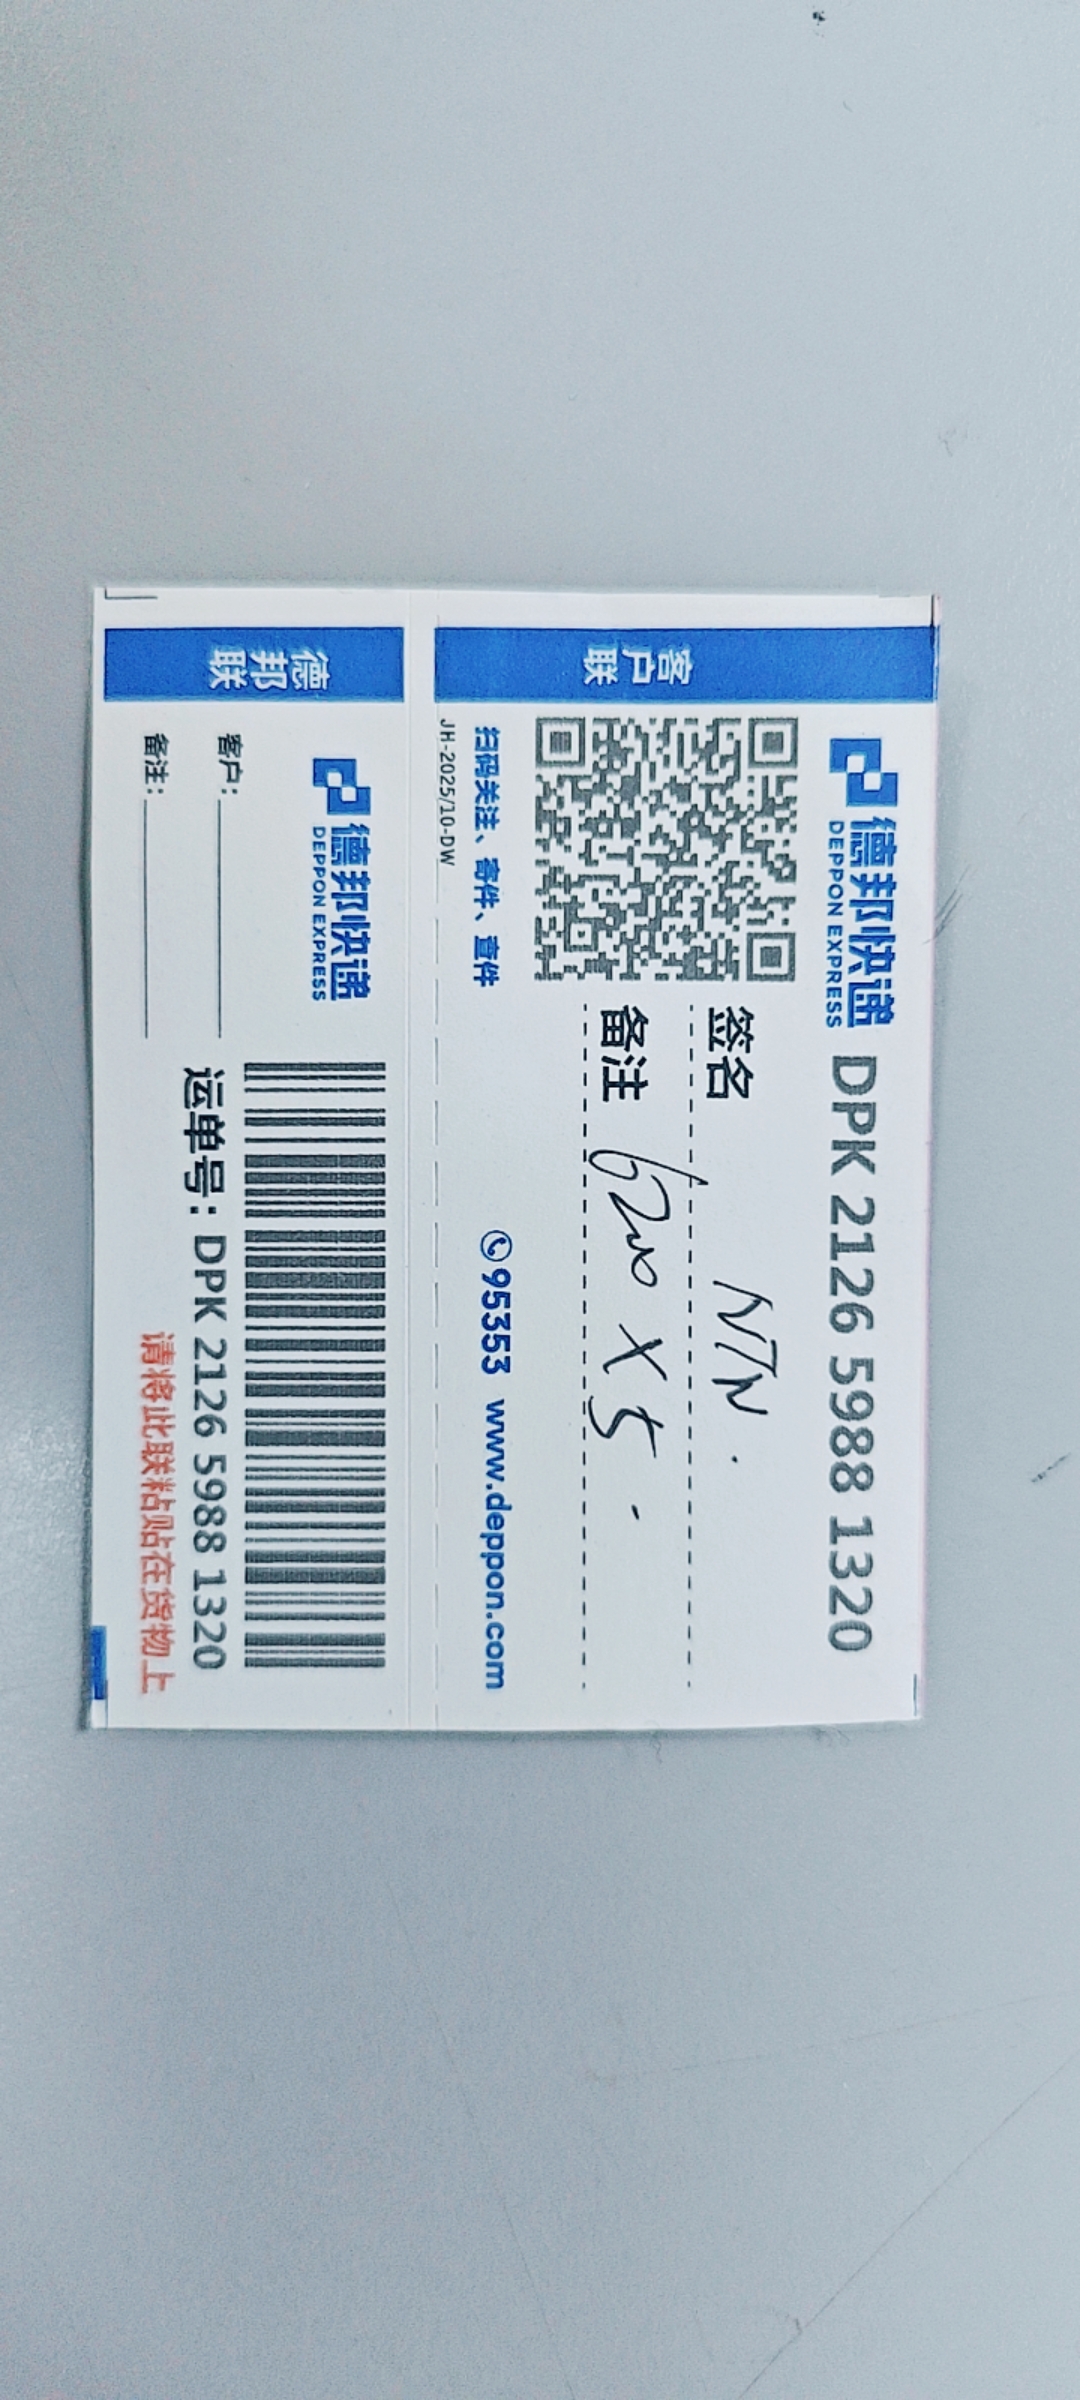 客户联
德邦快递 DPK 2126 5988 1320
DEPPON EXPRESS
签名 NTN.
备注 6200 X 5.
扫码关注、寄件、查件 95353 www.deppon.com
JH-2025/10-DW
德邦联
德邦快递
DEPPON EXPRESS
客户:
备注:
运单号: DPK 2126 5988 1320
请将此联粘贴在货物上